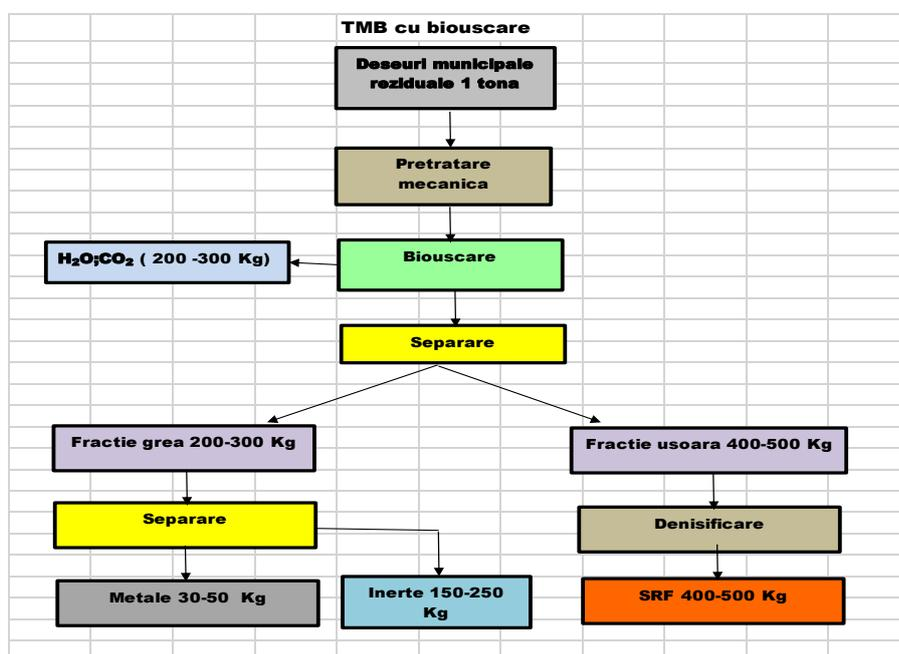 TMB cu biouscare
Deseuri municipale
reziduale 1 tona
Pretratare
mecanica
H₂O;CO₂ ( 200 -300 Kg)
Biouscare
Separare
Fractie grea 200-300 Kg
Fractie usoara 400-500 Kg
Separare
Denisificare
Metale 30-50 Kg
Inerte 150-250
Kg
SRF 400-500 Kg